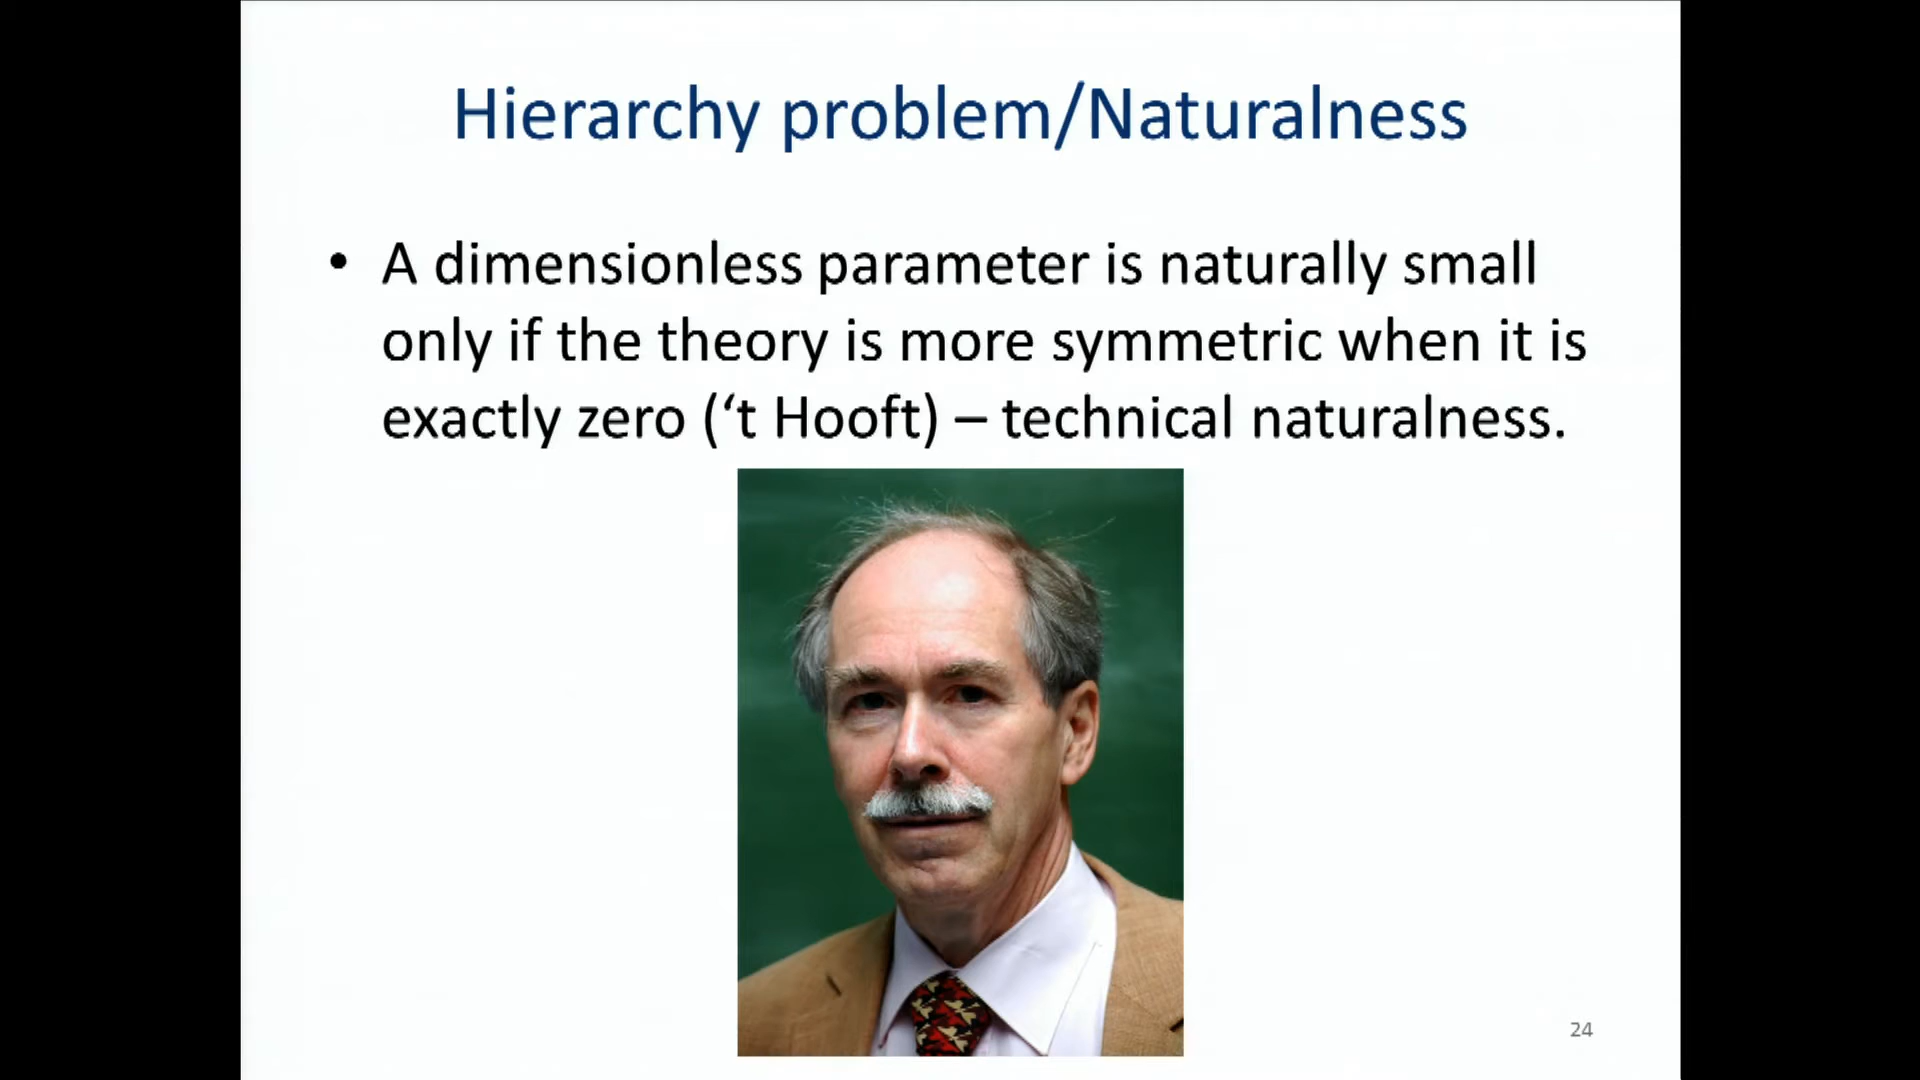 Hierarchy problem/Naturalness
• A dimensionless parameter is naturally small
only if the theory is more symmetric when it is
exactly zero (‘t Hooft) – technical naturalness.
24